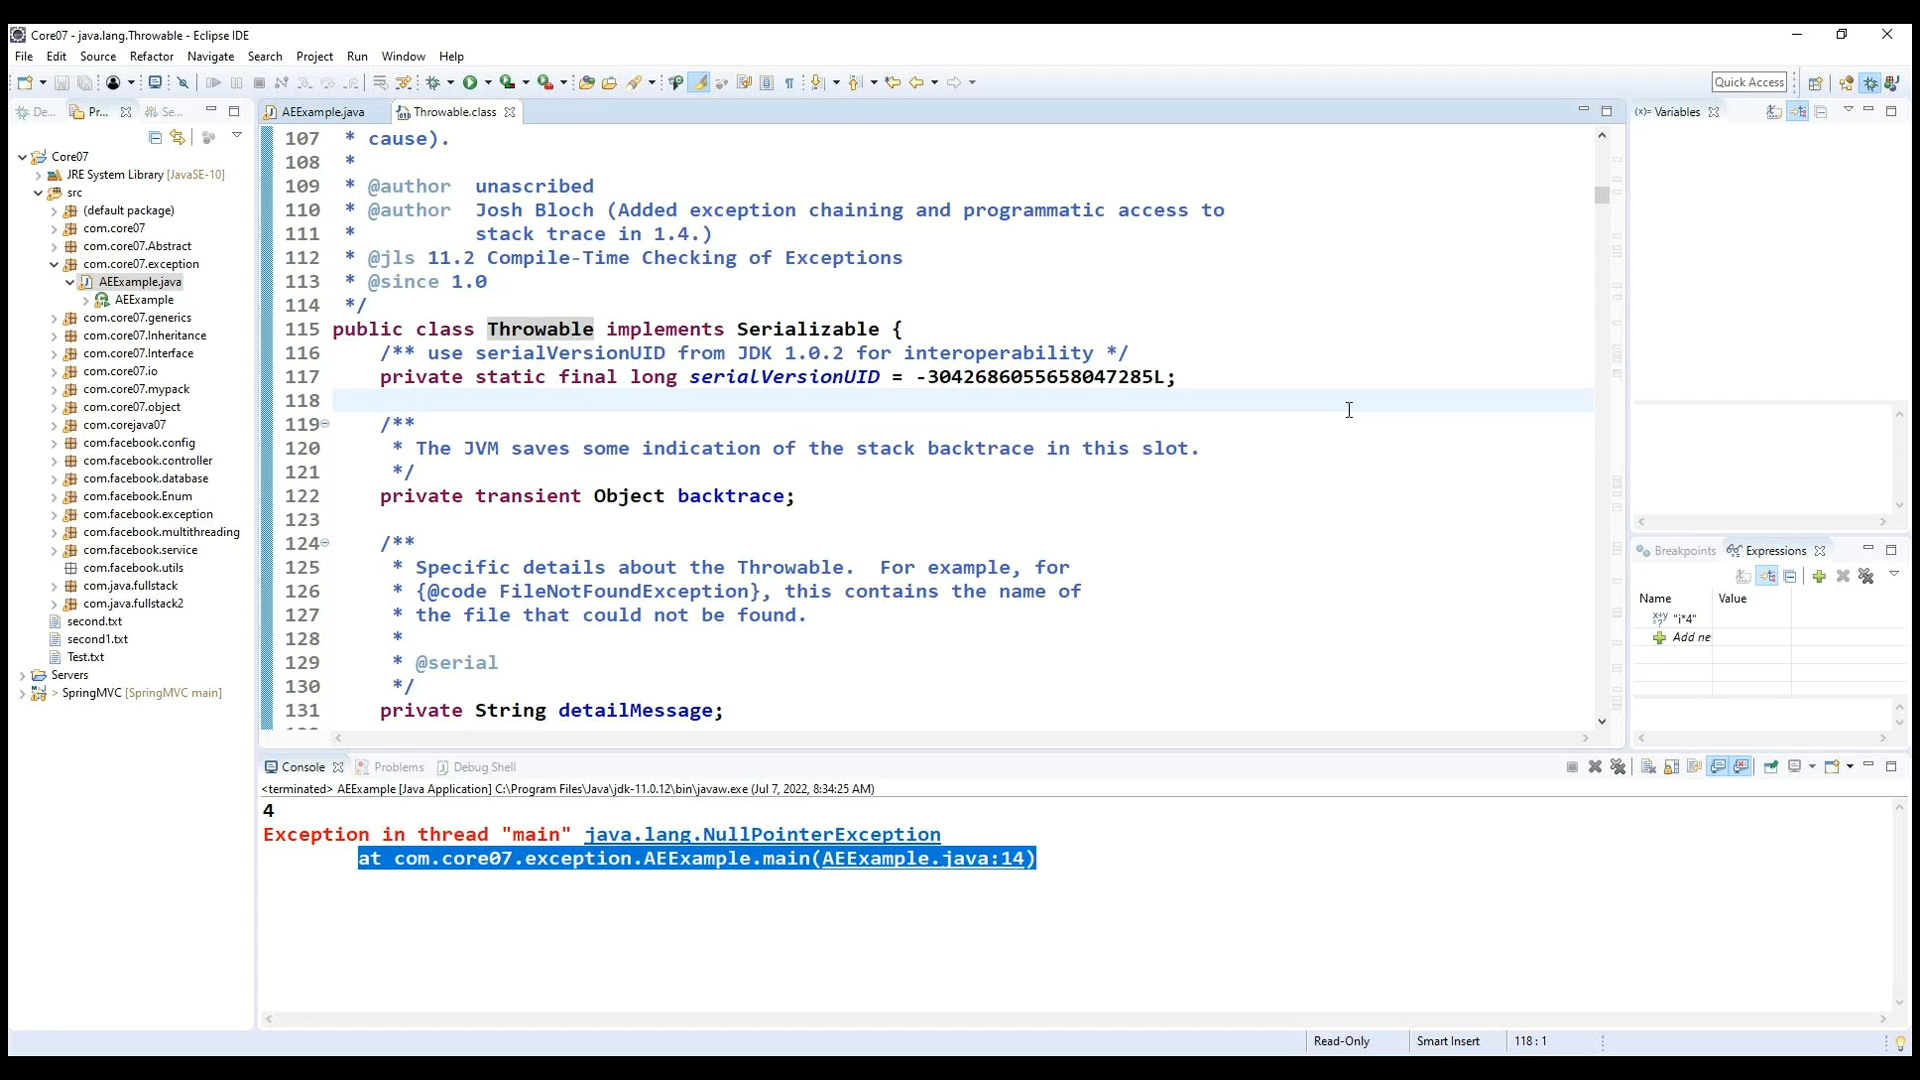 Core07 - java.lang.Throwable - Eclipse IDE
File Edit Source Refactor Navigate Search Project Run Window Help
Quick Access
De...
Pr...
Se...
Core07
JRE System Library [JavaSE-10]
src
(default package)
com.core07
com.core07.Abstract
com.core07.exception
AEExample.java
AEExample
com.core07.generics
com.core07.Inheritance
com.core07.Interface
com.core07.io
com.core07.mypack
com.core07.object
com.corejava07
com.facebook.config
com.facebook.controller
com.facebook.database
com.facebook.Enum
com.facebook.exception
com.facebook.multithreading
com.facebook.service
com.facebook.utils
com.java.fullstack
com.java.fullstack2
second.txt
second1.txt
Test.txt
Servers
> SpringMVC [SpringMVC main]
AEExample.java
Throwable.class
107 * cause).
108 *
109 * @author  unascribed
110 * @author  Josh Bloch (Added exception chaining and programmatic access to
111 *          stack trace in 1.4.)
112 * @jls 11.2 Compile-Time Checking of Exceptions
113 * @since 1.0
114 */
115 public class Throwable implements Serializable {
116 /** use serialVersionUID from JDK 1.0.2 for interoperability */
117 private static final long serialVersionUID = -3042686055658047285L;
118
119 /**
120 * The JVM saves some indication of the stack backtrace in this slot.
121 */
122 private transient Object backtrace;
123
124 /**
125 * Specific details about the Throwable.  For example, for
126 * {@code FileNotFoundException}, this contains the name of
127 * the file that could not be found.
128 *
129 * @serial
130 */
131 private String detailMessage;
(x)= Variables
Breakpoints
Expressions
Name Value
"i*4"
Add ne
Console
Problems
Debug Shell
<terminated> AEExample [Java Application] C:\Program Files\Java\jdk-11.0.12\bin\javaw.exe (Jul 7, 2022, 8:34:25 AM)
4
Exception in thread "main" java.lang.NullPointerException
at com.core07.exception.AEExample.main(AEExample.java:14)
Read-Only
Smart Insert
118 : 1